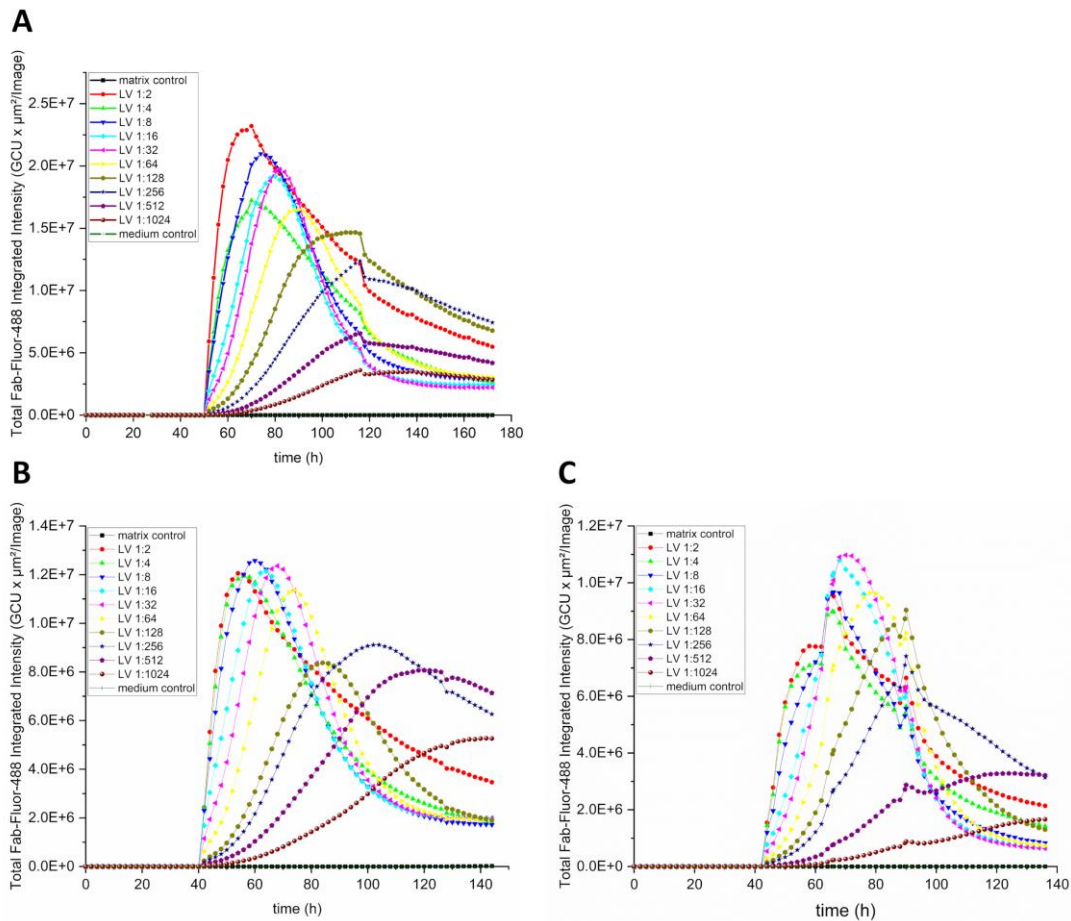 A
Total Fab-Fluor-488 Integrated Intensity (GCU x µm²/Image)
2.5E+7
2.0E+7
1.5E+7
1.0E+7
5.0E+6
0.0E+0
matrix control
LV 1:2
LV 1:4
LV 1:8
LV 1:16
LV 1:32
LV 1:64
LV 1:128
LV 1:256
LV 1:512
LV 1:1024
medium control
0 20 40 60 80 100 120 140 160 180
time (h)
B
Total Fab-Fluor-488 Integrated Intensity (GCU x µm²/Image)
1.4E+7
1.2E+7
1.0E+7
8.0E+6
6.0E+6
4.0E+6
2.0E+6
0.0E+0
matrix control
LV 1:2
LV 1:4
LV 1:8
LV 1:16
LV 1:32
LV 1:64
LV 1:128
LV 1:256
LV 1:512
LV 1:1024
medium control
0 20 40 60 80 100 120 140
time (h)
C
Total Fab-Fluor-488 Integrated Intensity (GCU x µm²/Image)
1.2E+7
1.0E+7
8.0E+6
6.0E+6
4.0E+6
2.0E+6
0.0E+0
matrix control
LV 1:2
LV 1:4
LV 1:8
LV 1:16
LV 1:32
LV 1:64
LV 1:128
LV 1:256
LV 1:512
LV 1:1024
medium control
0 20 40 60 80 100 120 140
time (h)